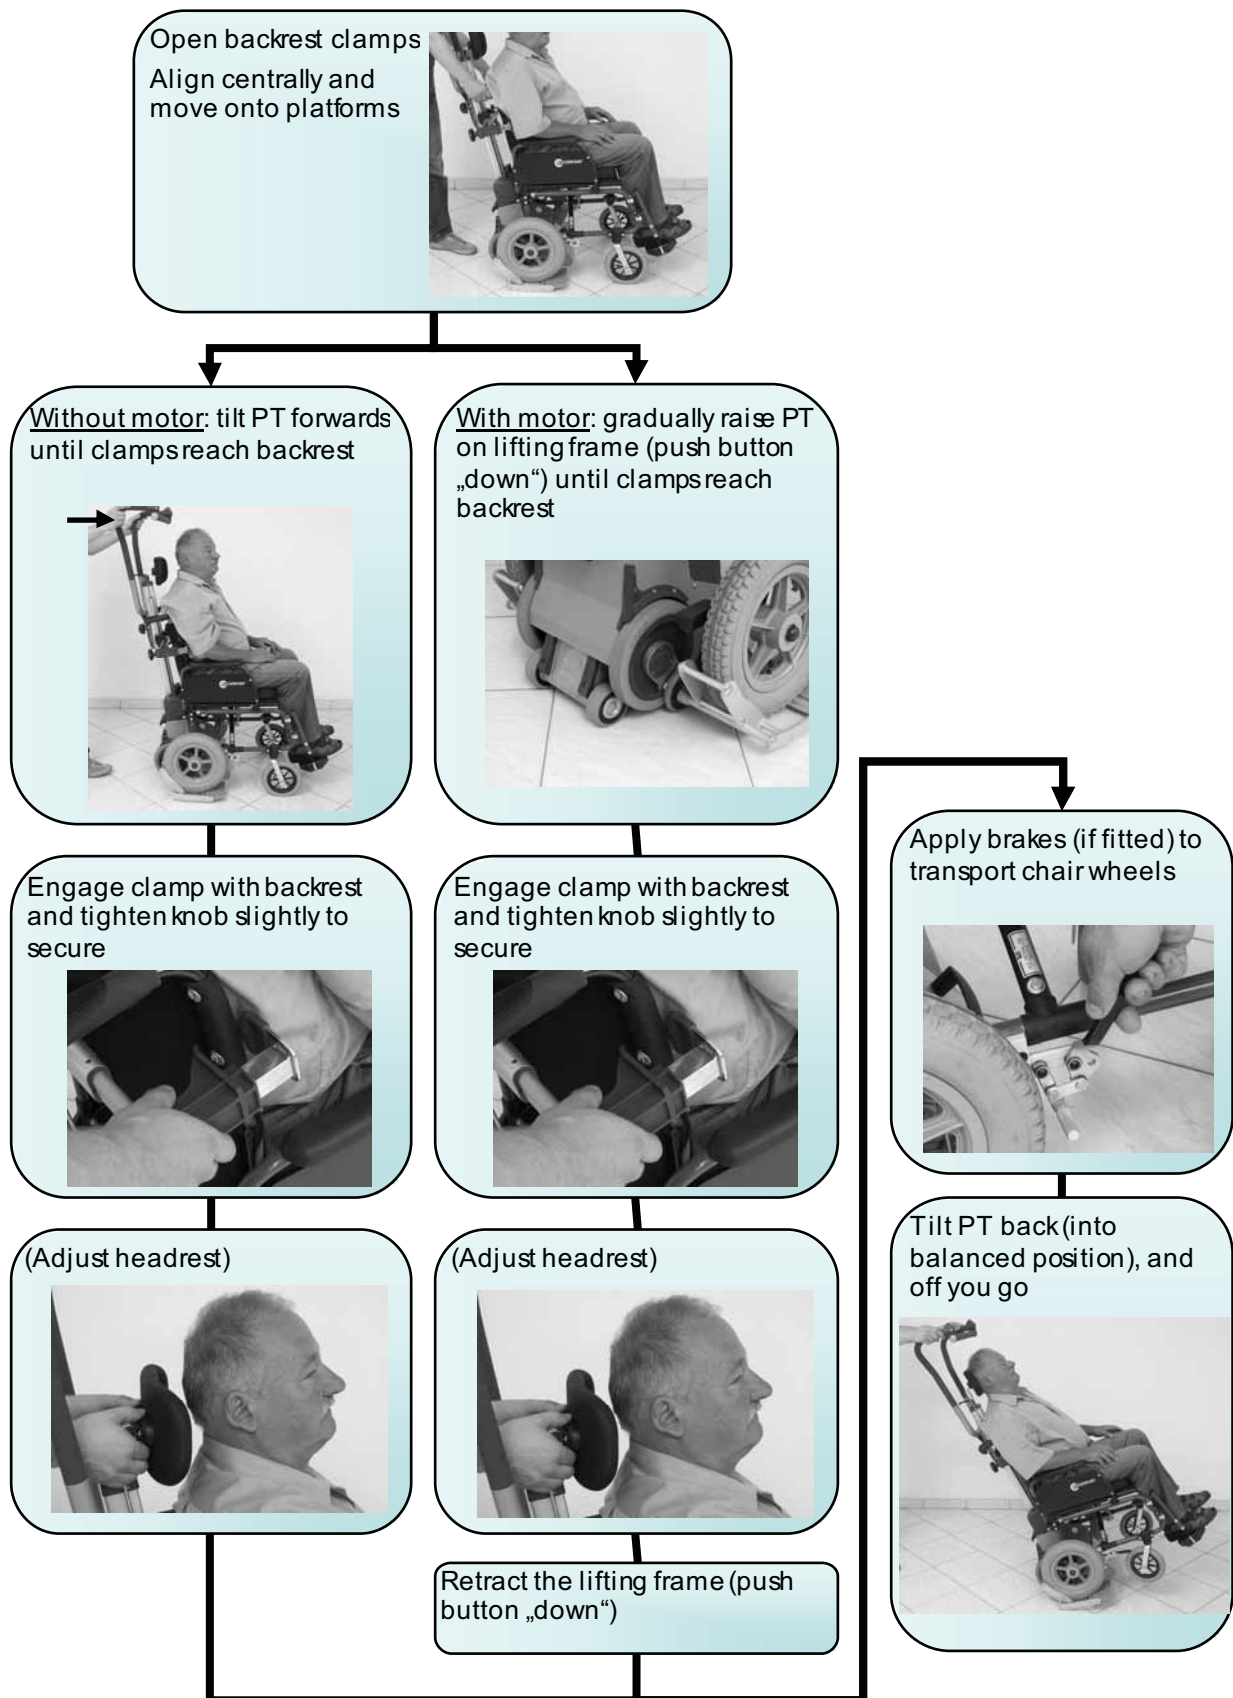 Open backrest clamps
Align centrally and
move onto platforms
Without motor: tilt PT forwards
until clamps reach backrest
With motor: gradually raise PT
on lifting frame (push button
„down“) until clamps reach
backrest
Engage clamp with backrest
and tighten knob slightly to
secure
Engage clamp with backrest
and tighten knob slightly to
secure
(Adjust headrest)
(Adjust headrest)
Retract the lifting frame (push
button „down“)
Apply brakes (if fitted) to
transport chair wheels
Tilt PT back (into
balanced position), and
off you go